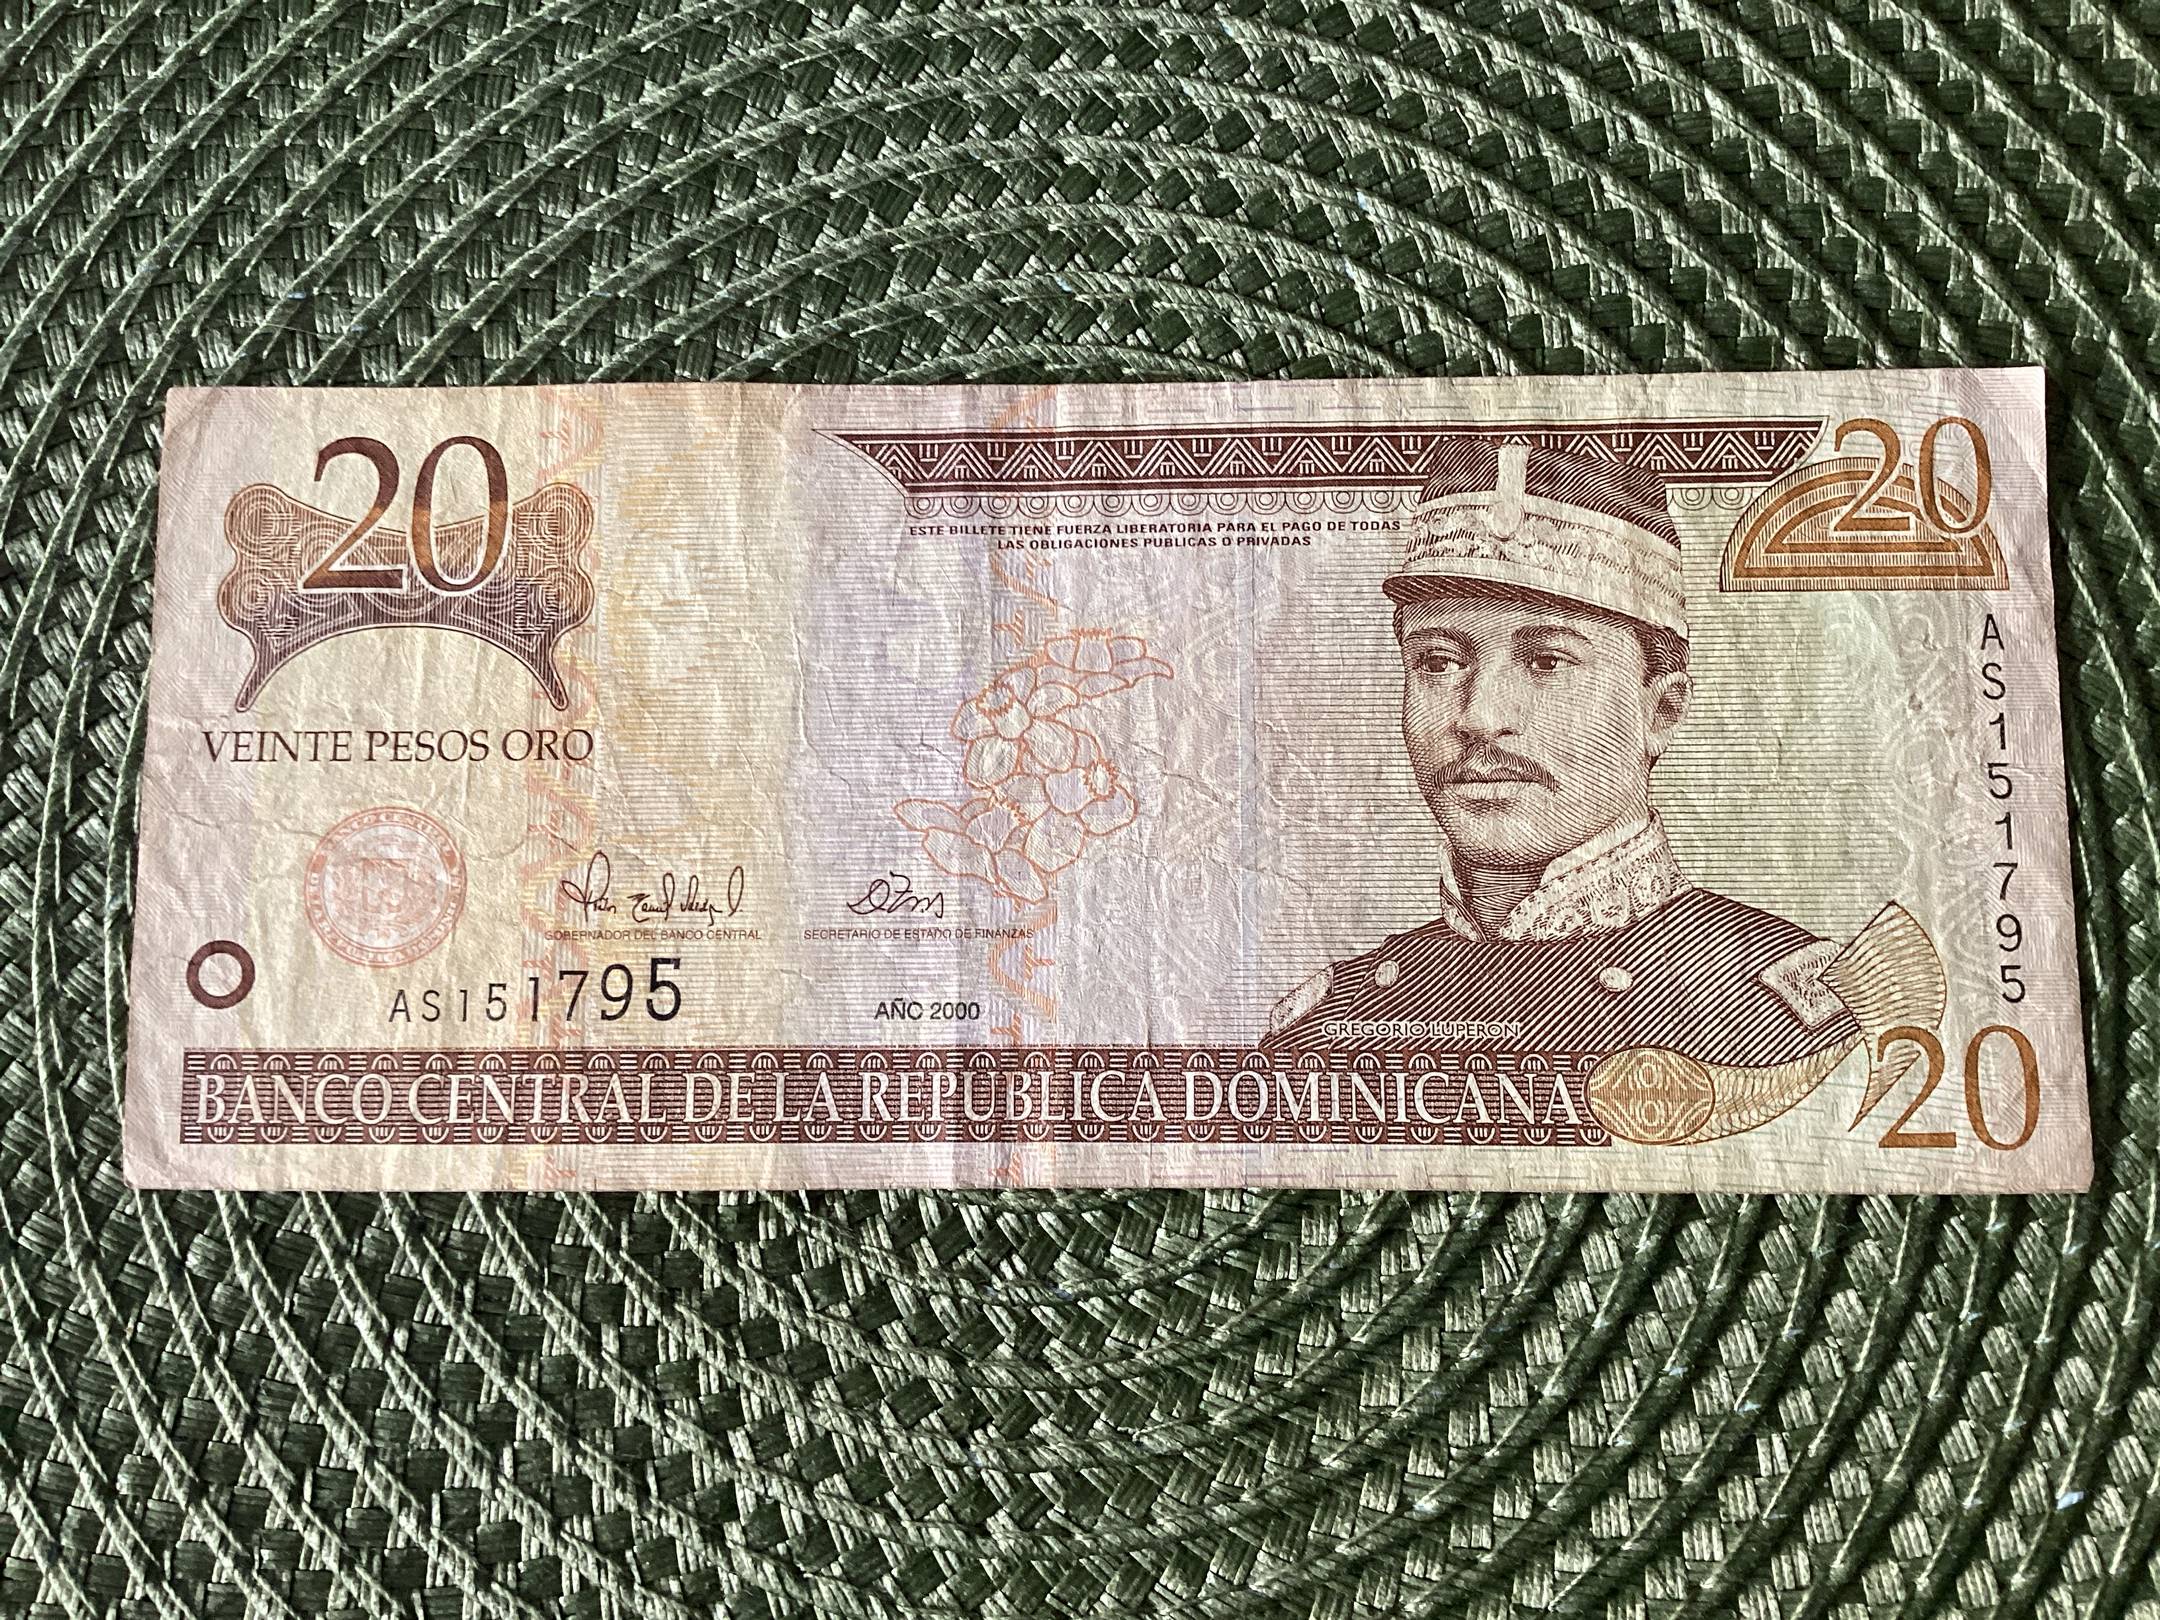 20
20
ESTE BILLETE TIENE FUERZA LIBERATORIA PARA EL PAGO DE TODAS
LAS OBLIGACIONES PUBLICAS O PRIVADAS
VEINTE PESOS ORO
AS151795
GOBERNADOR DEL BANCO CENTRAL
SECRETARIO DE ESTADO DE FINANZAS
AS151795
AÑO 2000
GREGORIO LUPERON
BANCO CENTRAL DE LA REPUBLICA DOMINICANA
20